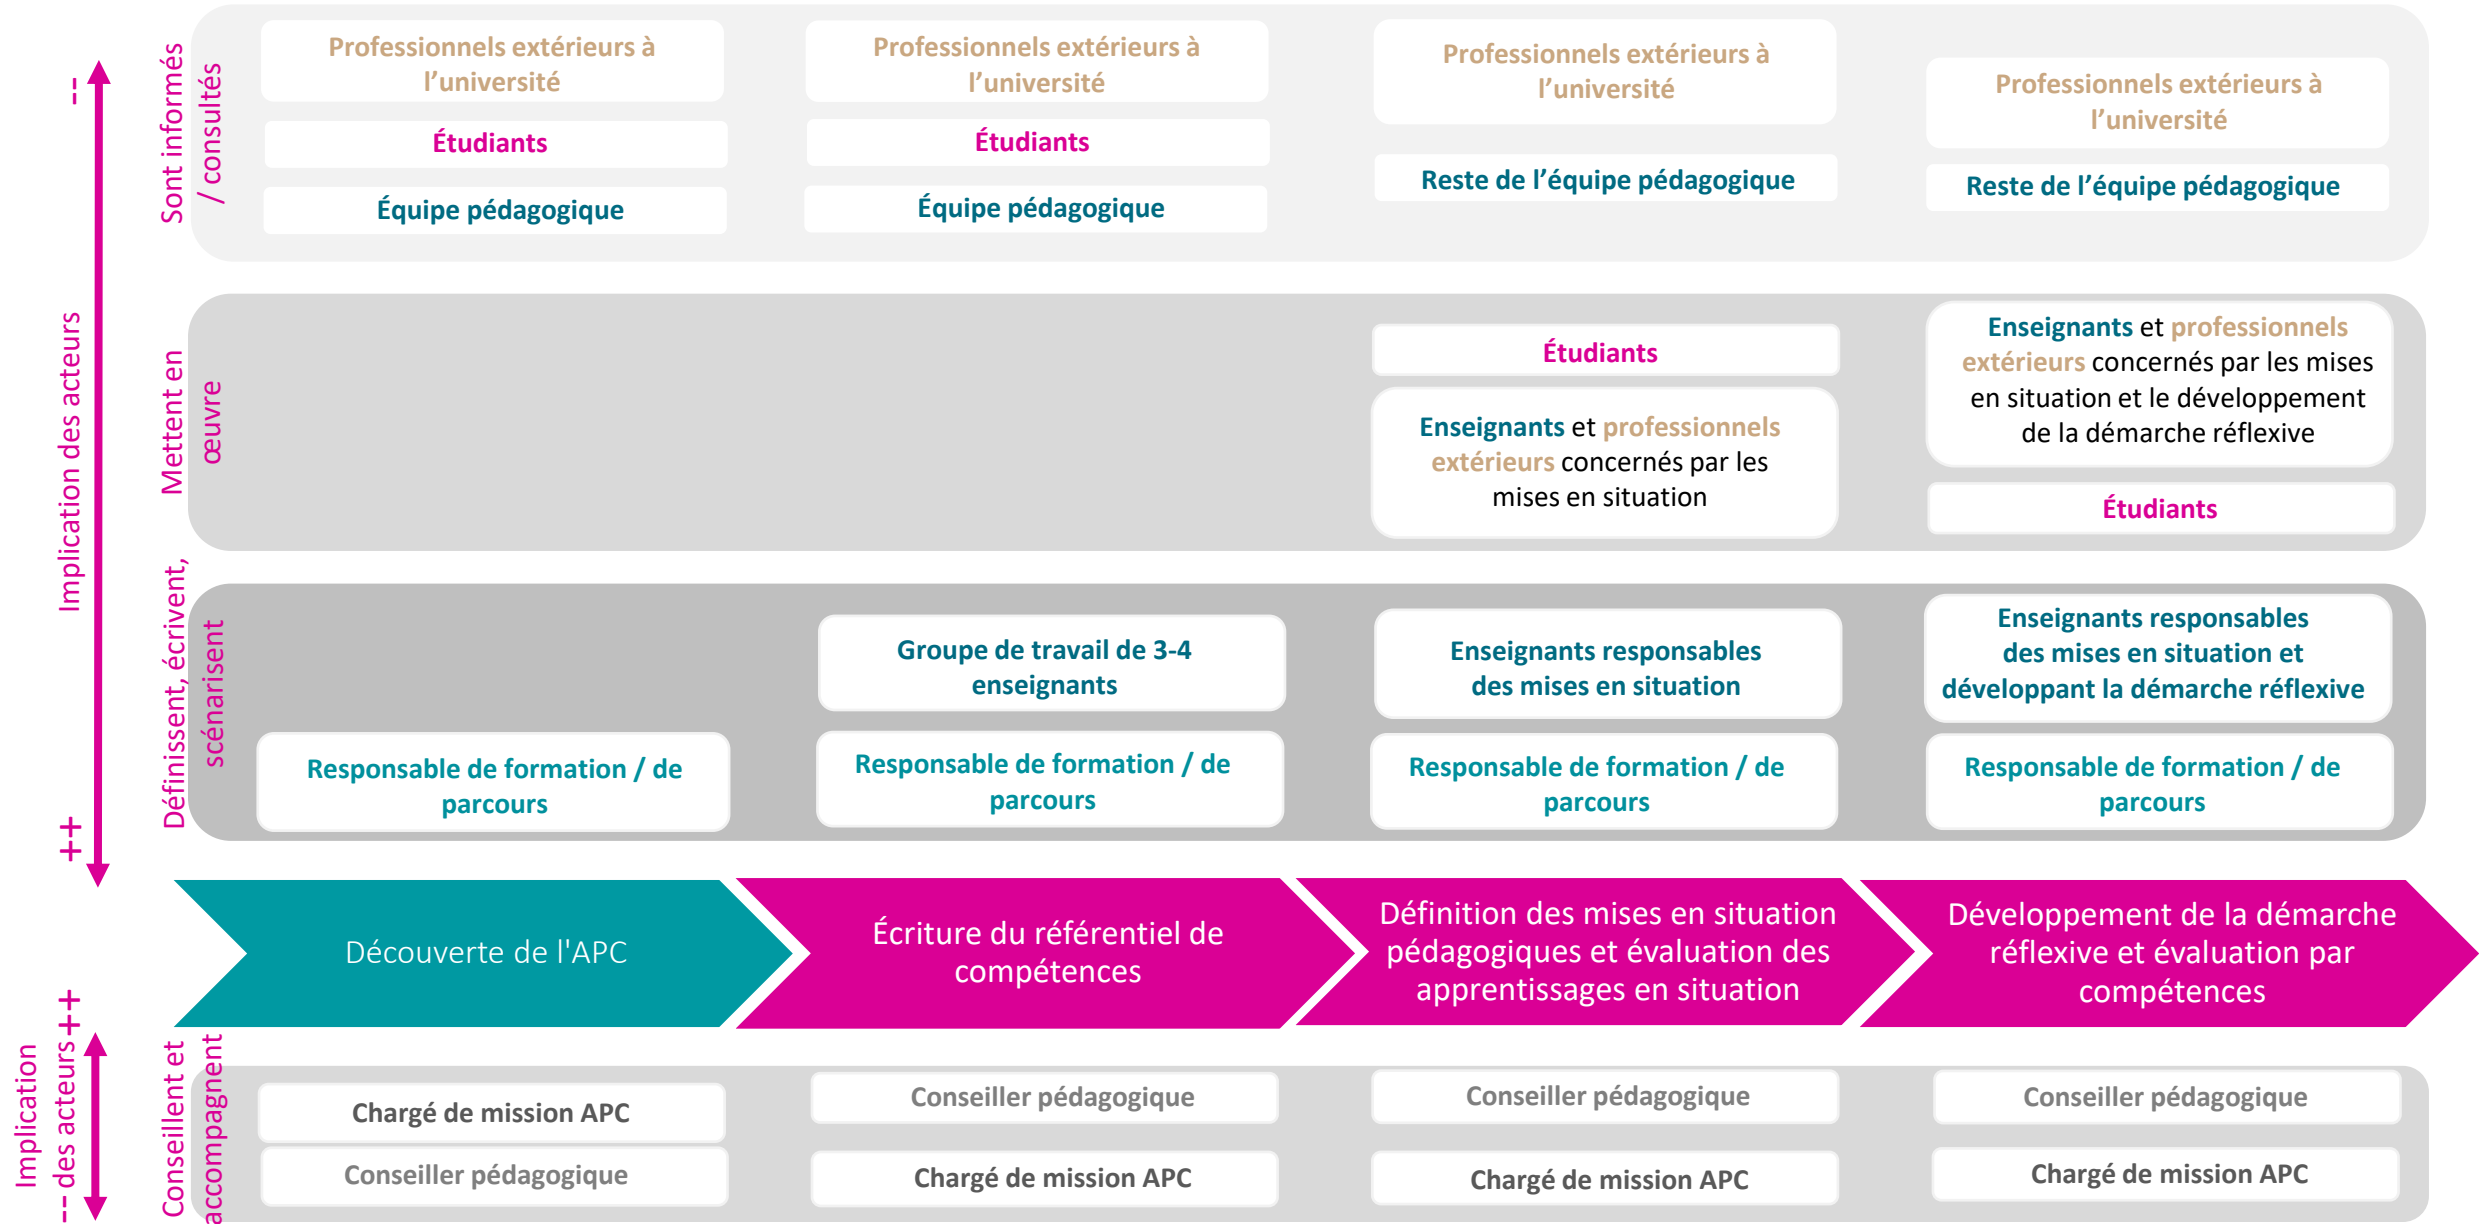 --
Implication des acteurs
++
Sont informés
/ consultés
Professionnels extérieurs à
l’université
Étudiants
Équipe pédagogique
Professionnels extérieurs à
l’université
Étudiants
Équipe pédagogique
Professionnels extérieurs à
l’université
Reste de l’équipe pédagogique
Professionnels extérieurs à
l’université
Reste de l’équipe pédagogique
Mettent en
œuvre
Étudiants
Enseignants et professionnels
extérieurs concernés par les
mises en situation
Enseignants et professionnels
extérieurs concernés par les mises
en situation et le développement
de la démarche réflexive
Étudiants
Définissent, écrivent,
scénarisent
Responsable de formation / de
parcours
Groupe de travail de 3-4
enseignants
Responsable de formation / de
parcours
Enseignants responsables
des mises en situation
Responsable de formation / de
parcours
Enseignants responsables
des mises en situation et
développant la démarche réflexive
Responsable de formation / de
parcours
Découverte de l'APC
Écriture du référentiel de
compétences
Définition des mises en situation
pédagogiques et évaluation des
apprentissages en situation
Développement de la démarche
réflexive et évaluation par
compétences
Implication
-- des acteurs ++
Conseillent et
accompagnent
Chargé de mission APC
Conseiller pédagogique
Conseiller pédagogique
Chargé de mission APC
Conseiller pédagogique
Chargé de mission APC
Conseiller pédagogique
Chargé de mission APC